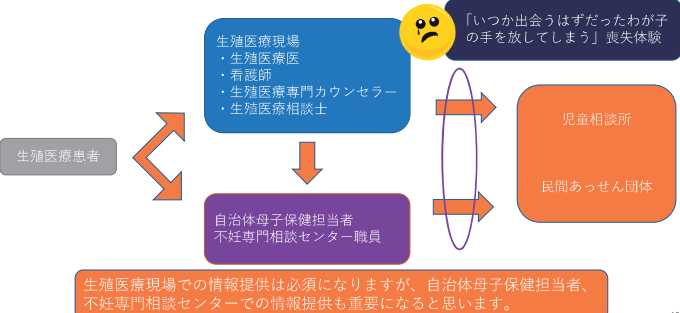 「いつか出会うはずだったわが子
の手を放してしまう」喪失体験
生殖医療現場
・生殖医療医
・看護師
・生殖医療専門カウンセラー
・生殖医療相談士
児童相談所
生殖医療患者
民間あっせん団体
自治体母子保健担当者
不妊専門相談センター職員
生殖医療現場での情報提供は必須になりますが、自治体母子保健担当者、
不妊専門相談センターでの情報提供も重要になると思います。